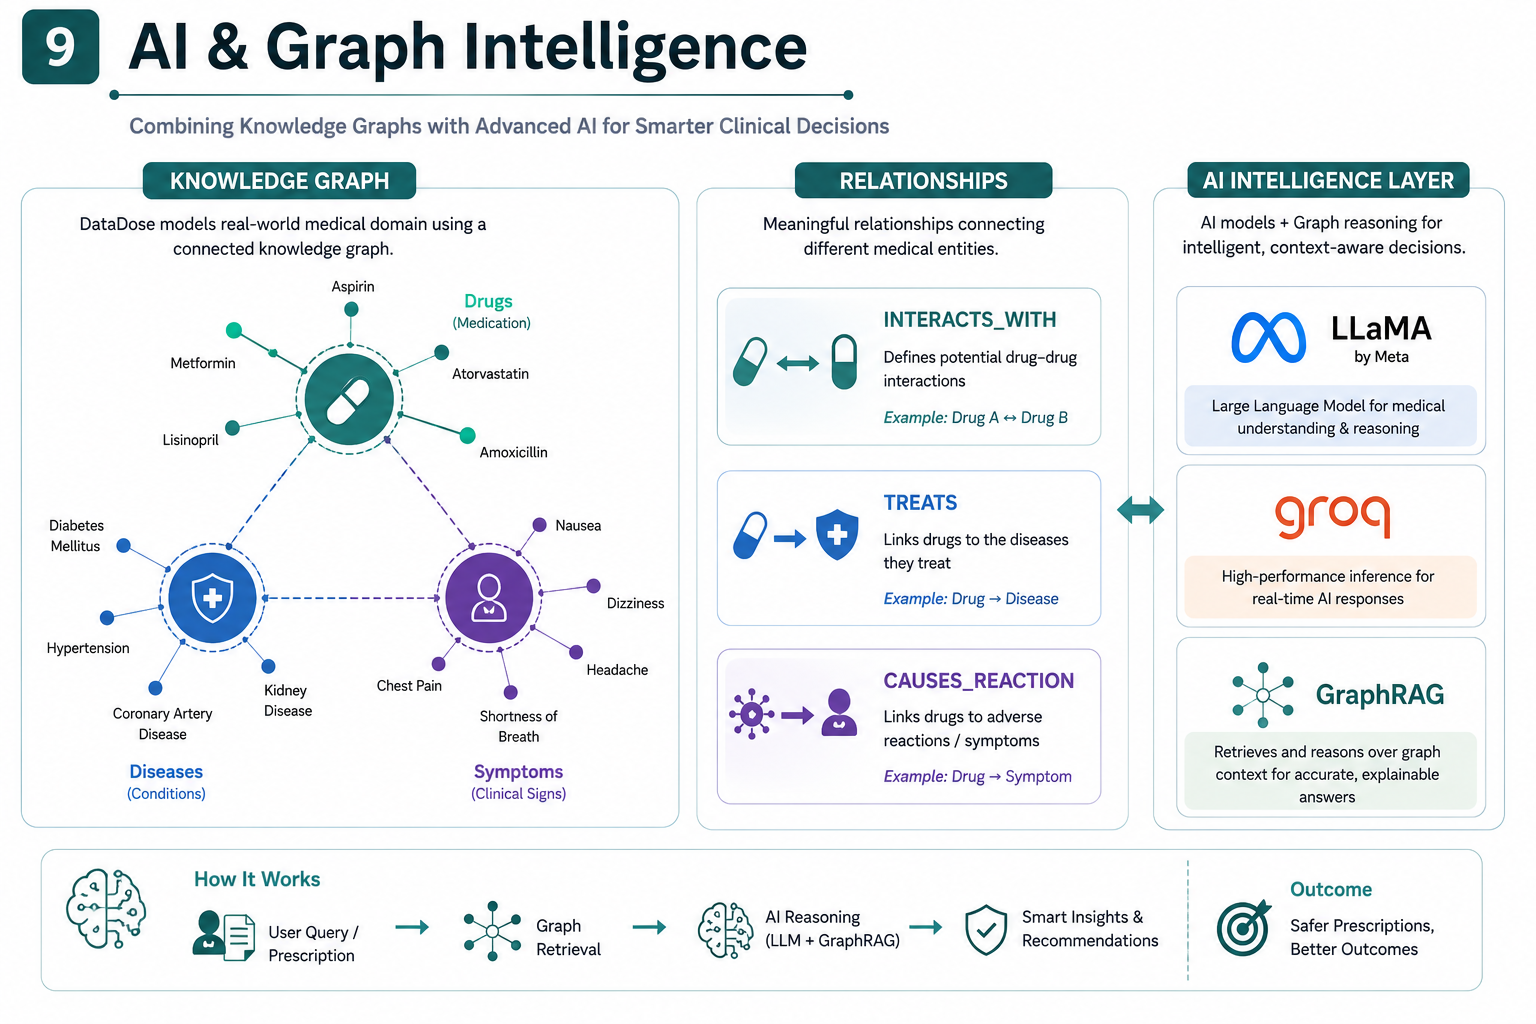 9
AI & Graph Intelligence
Combining Knowledge Graphs with Advanced AI for Smarter Clinical Decisions
KNOWLEDGE GRAPH
DataDose models real-world medical domain using a
connected knowledge graph.
Aspirin
Drugs
(Medication)
Metformin
Atorvastatin
Lisinopril
Amoxicillin
Diabetes
Mellitus
Nausea
Dizziness
Hypertension
Headache
Chest Pain
Kidney
Disease
Coronary Artery
Disease
Shortness of
Breath
Diseases
(Conditions)
Symptoms
(Clinical Signs)
RELATIONSHIPS
Meaningful relationships connecting
different medical entities.
INTERACTS_WITH
Defines potential drug–drug
interactions
Example: Drug A ↔ Drug B
TREATS
Links drugs to the diseases
they treat
Example: Drug → Disease
CAUSES_REACTION
Links drugs to adverse
reactions / symptoms
Example: Drug → Symptom
AI INTELLIGENCE LAYER
AI models + Graph reasoning for
intelligent, context-aware decisions.
LLaMA
by Meta
Large Language Model for medical
understanding & reasoning
groq
High-performance inference for
real-time AI responses
GraphRAG
Retrieves and reasons over graph
context for accurate, explainable
answers
How It Works
User Query /
Prescription
Graph
Retrieval
AI Reasoning
(LLM + GraphRAG)
Smart Insights &
Recommendations
Outcome
Safer Prescriptions,
Better Outcomes